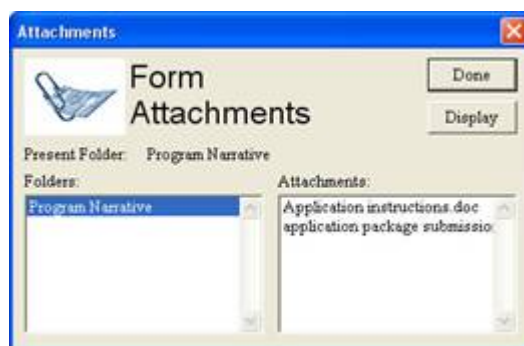 Attachments
Form
Attachments
Done
Display
Present Folder: Program Narrative
Folders:
Attachments:
Program Narrative
Application instructions.doc
application package submissio